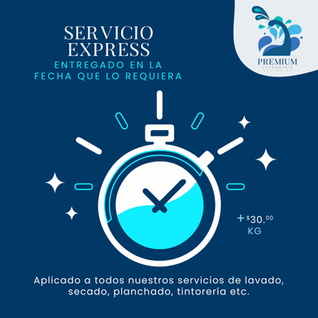 SERVICIO
EXPRESS
ENTREGADO EN LA
FECHA QUE LO REQUIERA
PREMIUM
+$30.00
KG
Aplicado a todos nuestros servicios de lavado,
secado, planchado, tintorería etc.